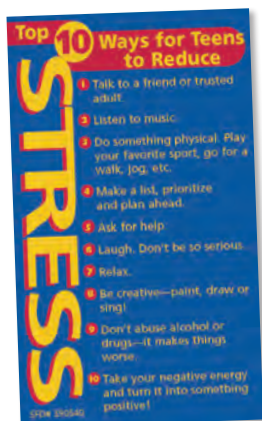 Top 10 Ways for Teens
to Reduce
STRESS
1 Talk to a friend or trusted
adult
2 Listen to music.
3 Do something physical. Play
your favorite sport, go for a
walk, jog, etc.
4 Make a list, prioritize
and plan ahead.
5 Ask for help
6 Laugh. Don't be so serious.
7 Relax.
8 Be creative—paint, draw or
sing!
9 Don't abuse alcohol or
drugs—it makes things
worse.
10 Take your negative energy
and turn it into something
positive!